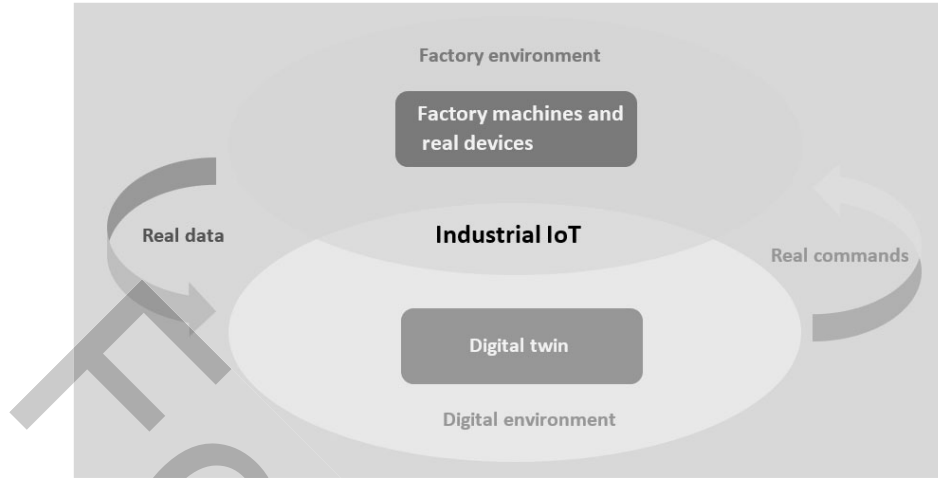 Factory environment
Factory machines and
real devices
Real data
Industrial IoT
Real commands
Digital twin
Digital environment